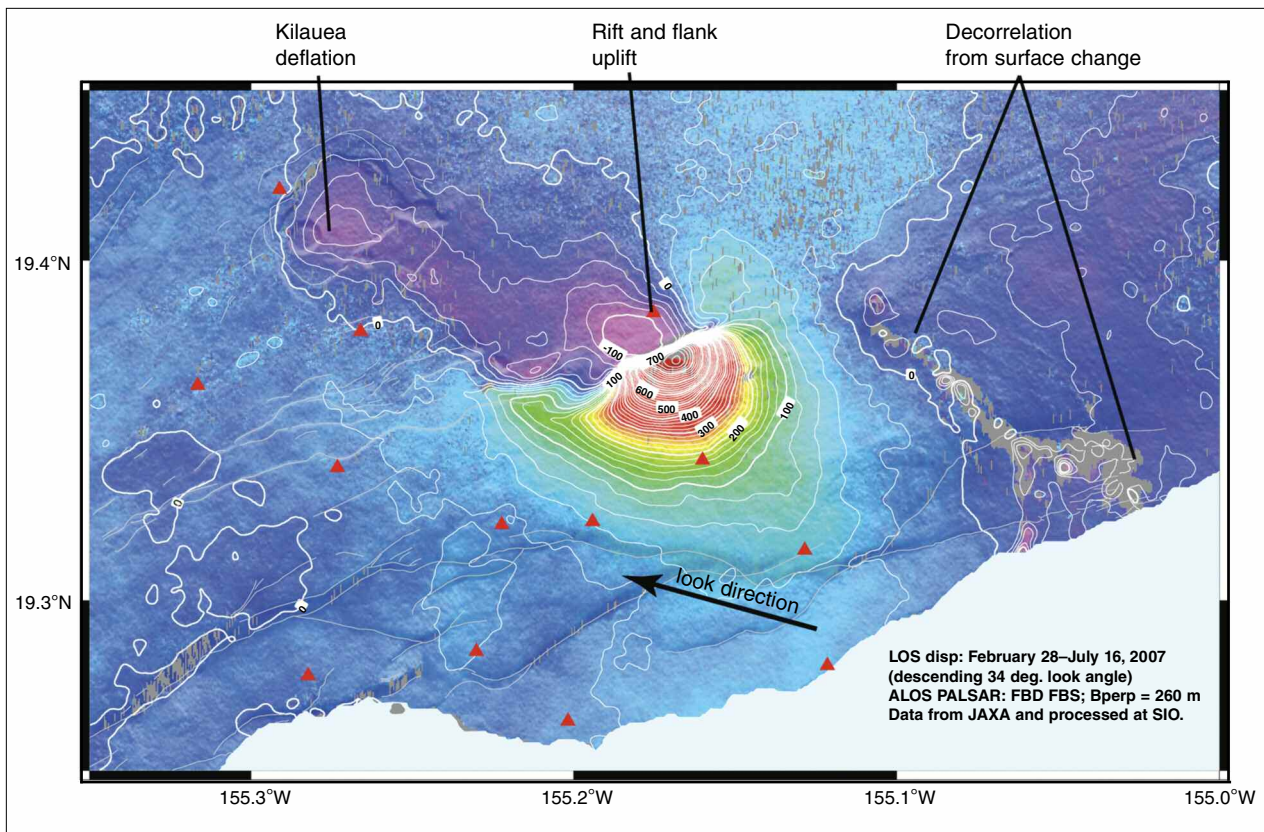 Kilauea
deflation
Rift and flank
uplift
Decorrelation
from surface change
19.4°N
19.3°N
0
0
0
0
0
-100
700
100
600
500
400
300
200
100
look direction
LOS disp: February 28–July 16, 2007
(descending 34 deg. look angle)
ALOS PALSAR: FBD FBS; Bperp = 260 m
Data from JAXA and processed at SIO.
155.3°W
155.2°W
155.1°W
155.0°W